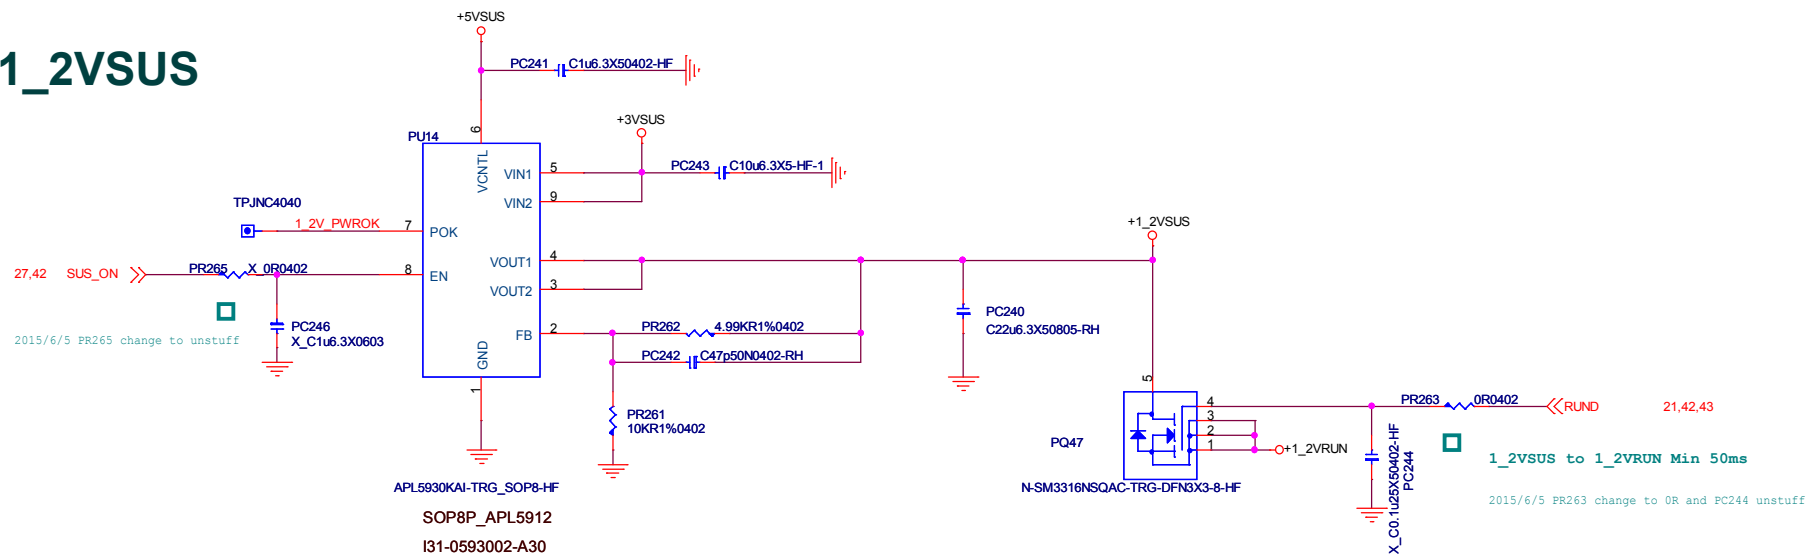 1_2VSUS
+5VSUS
PC241 C1u6.3X50402-HF
+3VSUS
PU14
6
VCNTL
VIN1 5
PC243 C10u6.3X5-HF-1
VIN2 9
TPJNC4040
1_2V_PWROK 7 POK
+1_2VSUS
27,42 SUS_ON PR265 X_0R0402 8 EN
VOUT1 4
VOUT2 3
PC246
X_C1u6.3X0603
2015/6/5 PR265 change to unstuff
PC240
C22u6.3X50805-RH
FB 2 PR262 4.99KR1%0402
PC242 C47p50N0402-RH
GND
1
PR261
10KR1%0402
5
4
3
2
1
PQ47
+1_2VRUN
PR263 0R0402 RUND 21,42,43
N-SM3316NSQAC-TRG-DFN3X3-8-HF
X_C0.1u25X50402-HF
PC244
1_2VSUS to 1_2VRUN Min 50ms
2015/6/5 PR263 change to 0R and PC244 unstuff
APL5930KAI-TRG_SOP8-HF
SOP8P_APL5912
I31-0593002-A30